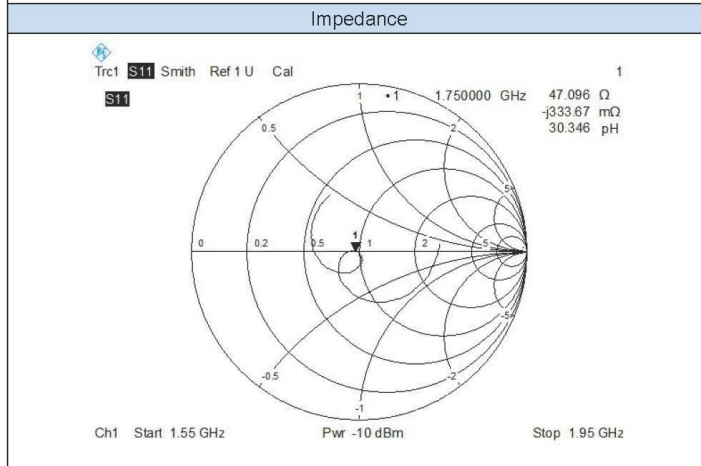 Impedance
Trc1 S11 Smith Ref 1 U Cal 1
S11
•1 1.750000 GHz 47.096 Ω
-j333.67 mΩ
30.346 pH
1
0.5
2
5
1
0 0.2 0.5 1 2 5
-5
-0.5
-2
-1
Ch1 Start 1.55 GHz Pwr -10 dBm Stop 1.95 GHz